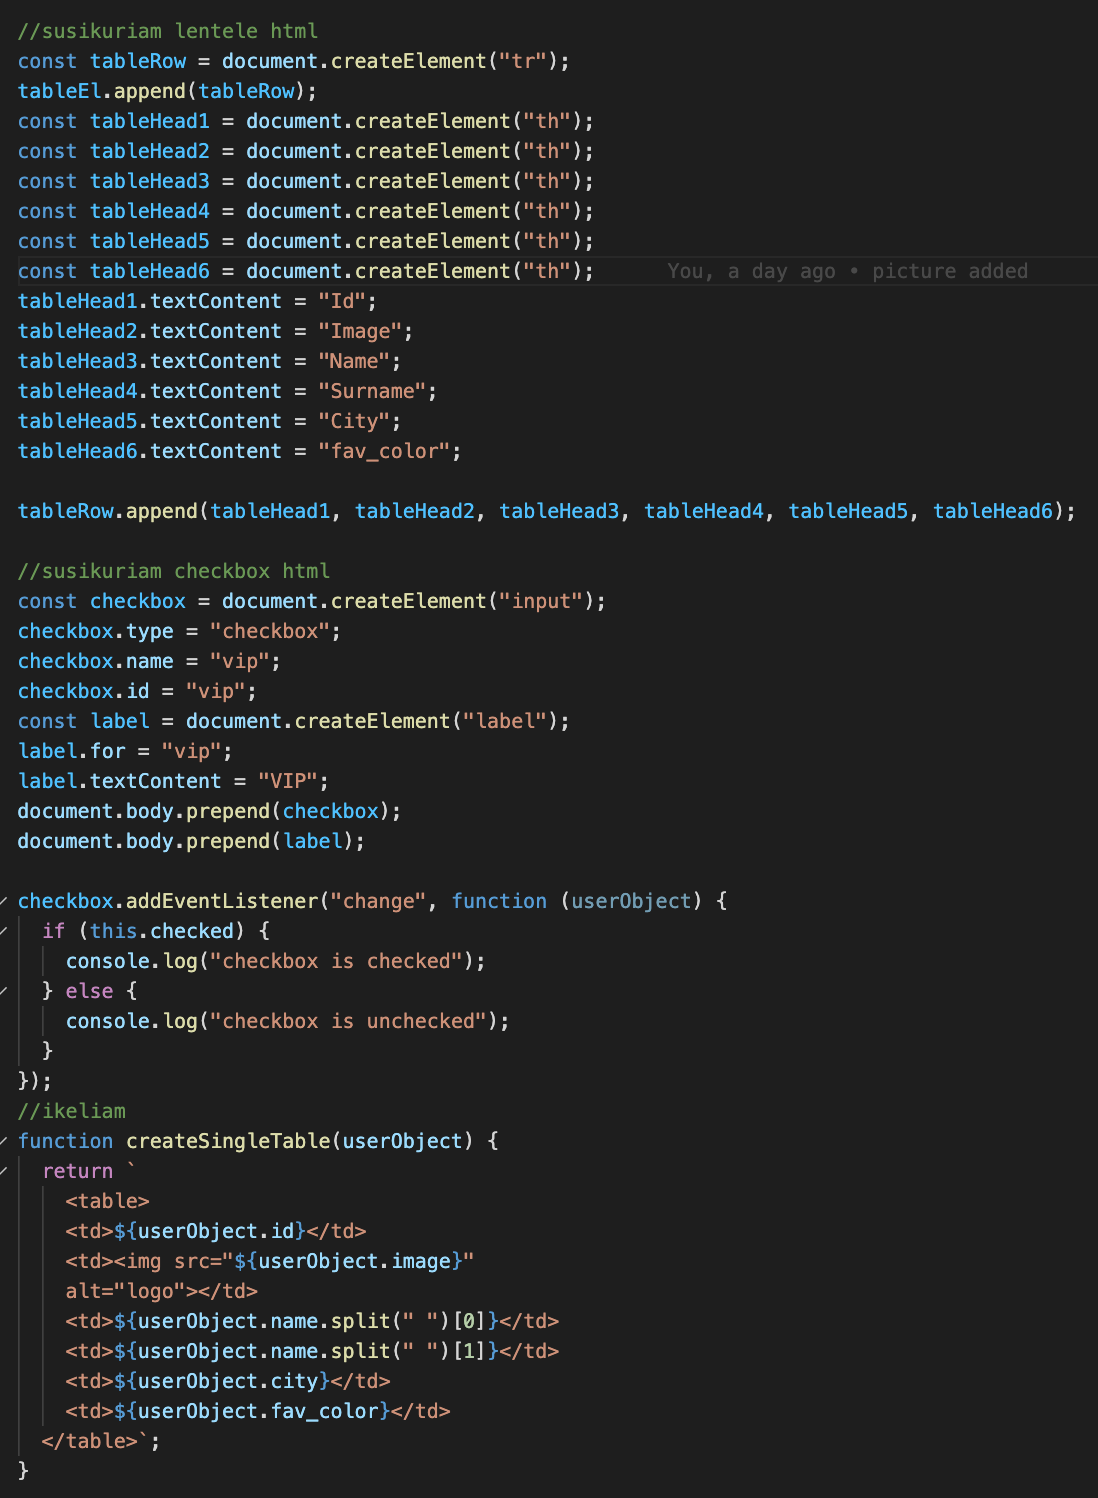 //susikuriam lentele html
const tableRow = document.createElement("tr");
tableEl.append(tableRow);
const tableHead1 = document.createElement("th");
const tableHead2 = document.createElement("th");
const tableHead3 = document.createElement("th");
const tableHead4 = document.createElement("th");
const tableHead5 = document.createElement("th");
const tableHead6 = document.createElement("th");      You, a day ago • picture added
tableHead1.textContent = "Id";
tableHead2.textContent = "Image";
tableHead3.textContent = "Name";
tableHead4.textContent = "Surname";
tableHead5.textContent = "City";
tableHead6.textContent = "fav_color";

tableRow.append(tableHead1, tableHead2, tableHead3, tableHead4, tableHead5, tableHead6);

//susikuriam checkbox html
const checkbox = document.createElement("input");
checkbox.type = "checkbox";
checkbox.name = "vip";
checkbox.id = "vip";
const label = document.createElement("label");
label.for = "vip";
label.textContent = "VIP";
document.body.prepend(checkbox);
document.body.prepend(label);

checkbox.addEventListener("change", function (userObject) {
  if (this.checked) {
    console.log("checkbox is checked");
  } else {
    console.log("checkbox is unchecked");
  }
});
//ikeliam
function createSingleTable(userObject) {
  return `
    <table>
    <td>${userObject.id}</td>
    <td><img src="${userObject.image}"
    alt="logo"></td>
    <td>${userObject.name.split(" ")[0]}</td>
    <td>${userObject.name.split(" ")[1]}</td>
    <td>${userObject.city}</td>
    <td>${userObject.fav_color}</td>
  </table>`;
}